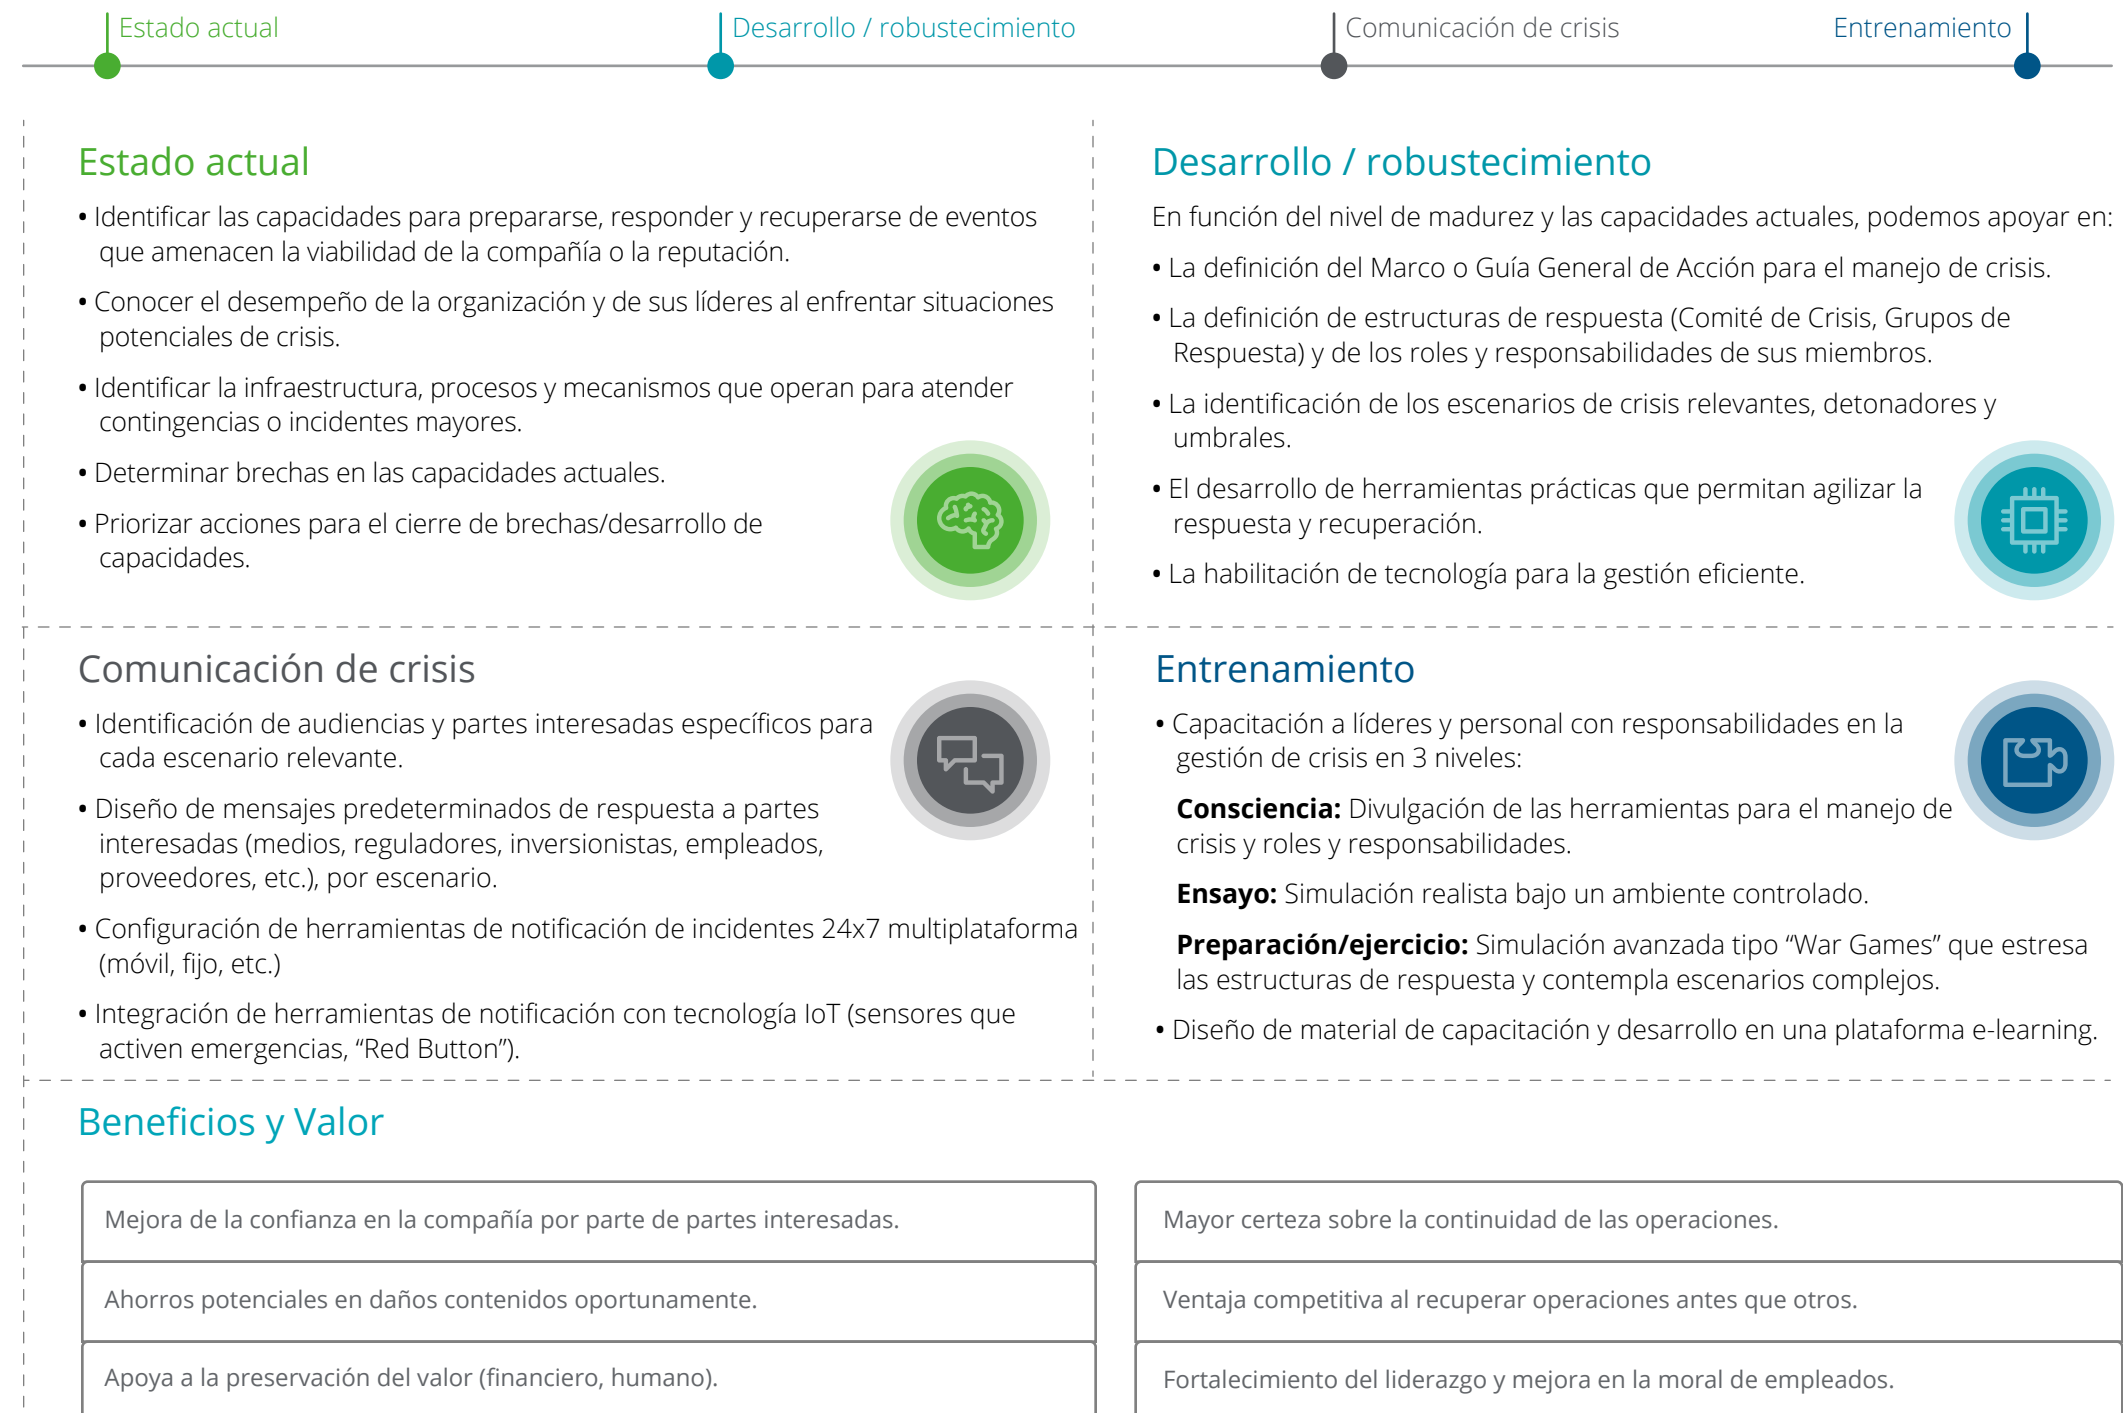 Estado actual
Desarrollo / robustecimiento
Comunicación de crisis
Entrenamiento
Estado actual
• Identificar las capacidades para prepararse, responder y recuperarse de eventos
que amenacen la viabilidad de la compañía o la reputación.
• Conocer el desempeño de la organización y de sus líderes al enfrentar situaciones
potenciales de crisis.
• Identificar la infraestructura, procesos y mecanismos que operan para atender
contingencias o incidentes mayores.
• Determinar brechas en las capacidades actuales.
• Priorizar acciones para el cierre de brechas/desarrollo de
capacidades.
Desarrollo / robustecimiento
En función del nivel de madurez y las capacidades actuales, podemos apoyar en:
• La definición del Marco o Guía General de Acción para el manejo de crisis.
• La definición de estructuras de respuesta (Comité de Crisis, Grupos de
Respuesta) y de los roles y responsabilidades de sus miembros.
• La identificación de los escenarios de crisis relevantes, detonadores y
umbrales.
• El desarrollo de herramientas prácticas que permitan agilizar la
respuesta y recuperación.
• La habilitación de tecnología para la gestión eficiente.
Comunicación de crisis
• Identificación de audiencias y partes interesadas específicos para
cada escenario relevante.
• Diseño de mensajes predeterminados de respuesta a partes
interesadas (medios, reguladores, inversionistas, empleados,
proveedores, etc.), por escenario.
• Configuración de herramientas de notificación de incidentes 24x7 multiplataforma
(móvil, fijo, etc.)
• Integración de herramientas de notificación con tecnología IoT (sensores que
activen emergencias, “Red Button”).
Entrenamiento
• Capacitación a líderes y personal con responsabilidades en la
gestión de crisis en 3 niveles:
Consciencia: Divulgación de las herramientas para el manejo de
crisis y roles y responsabilidades.
Ensayo: Simulación realista bajo un ambiente controlado.
Preparación/ejercicio: Simulación avanzada tipo “War Games” que estresa
las estructuras de respuesta y contempla escenarios complejos.
• Diseño de material de capacitación y desarrollo en una plataforma e-learning.
Beneficios y Valor
Mejora de la confianza en la compañía por parte de partes interesadas.
Ahorros potenciales en daños contenidos oportunamente.
Apoya a la preservación del valor (financiero, humano).
Mayor certeza sobre la continuidad de las operaciones.
Ventaja competitiva al recuperar operaciones antes que otros.
Fortalecimiento del liderazgo y mejora en la moral de empleados.